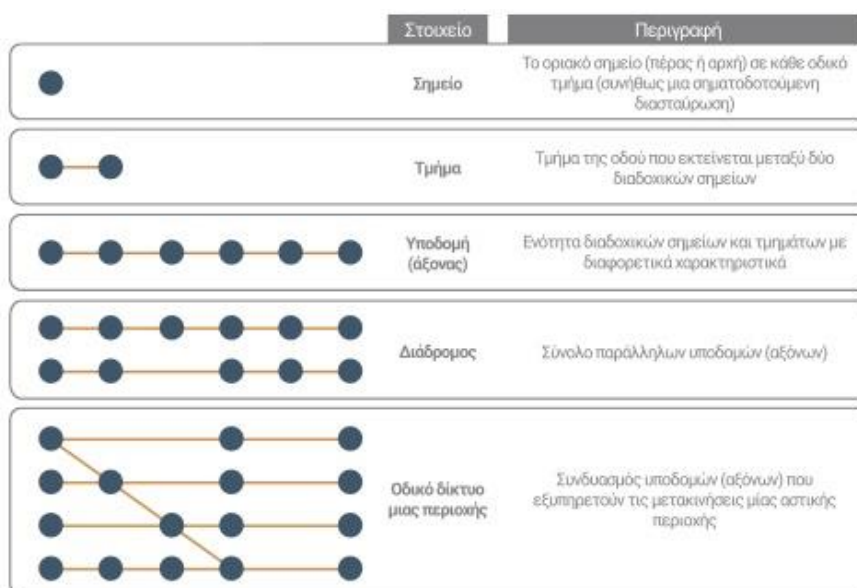 Στοιχείο
Περιγραφή
Σημείο
Το οριακό σημείο (πέρας ή αρχή) σε κάθε οδικό
τμήμα (συνήθως μια σηματοδοτούμενη
διασταύρωση)
Τμήμα
Τμήμα της οδού που εκτείνεται μεταξύ δύο
διαδοχικών σημείων
Υποδομή
(άξονας)
Ενότητα διαδοχικών σημείων και τμημάτων με
διαφορετικά χαρακτηριστικά
Διάδρομος
Σύνολο παράλληλων υποδομών (αξόνων)
Οδικό δίκτυο
μιας περιοχής
Συνδυασμός υποδομών (αξόνων) που
εξυπηρετούν τις μετακινήσεις μίας αστικής
περιοχής